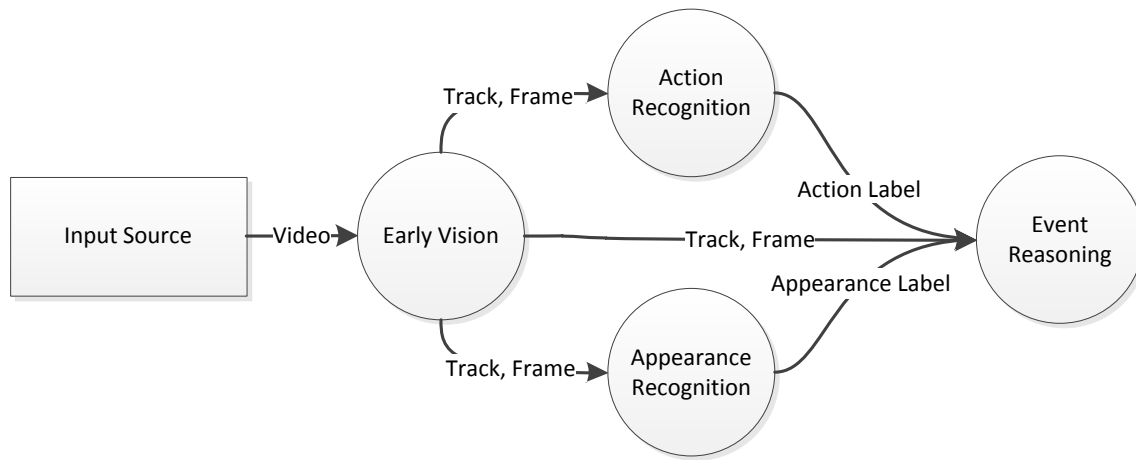 Input Source
Video
Early Vision
Track, Frame
Action
Recognition
Action Label
Track, Frame
Appearance Label
Track, Frame
Appearance
Recognition
Event
Reasoning